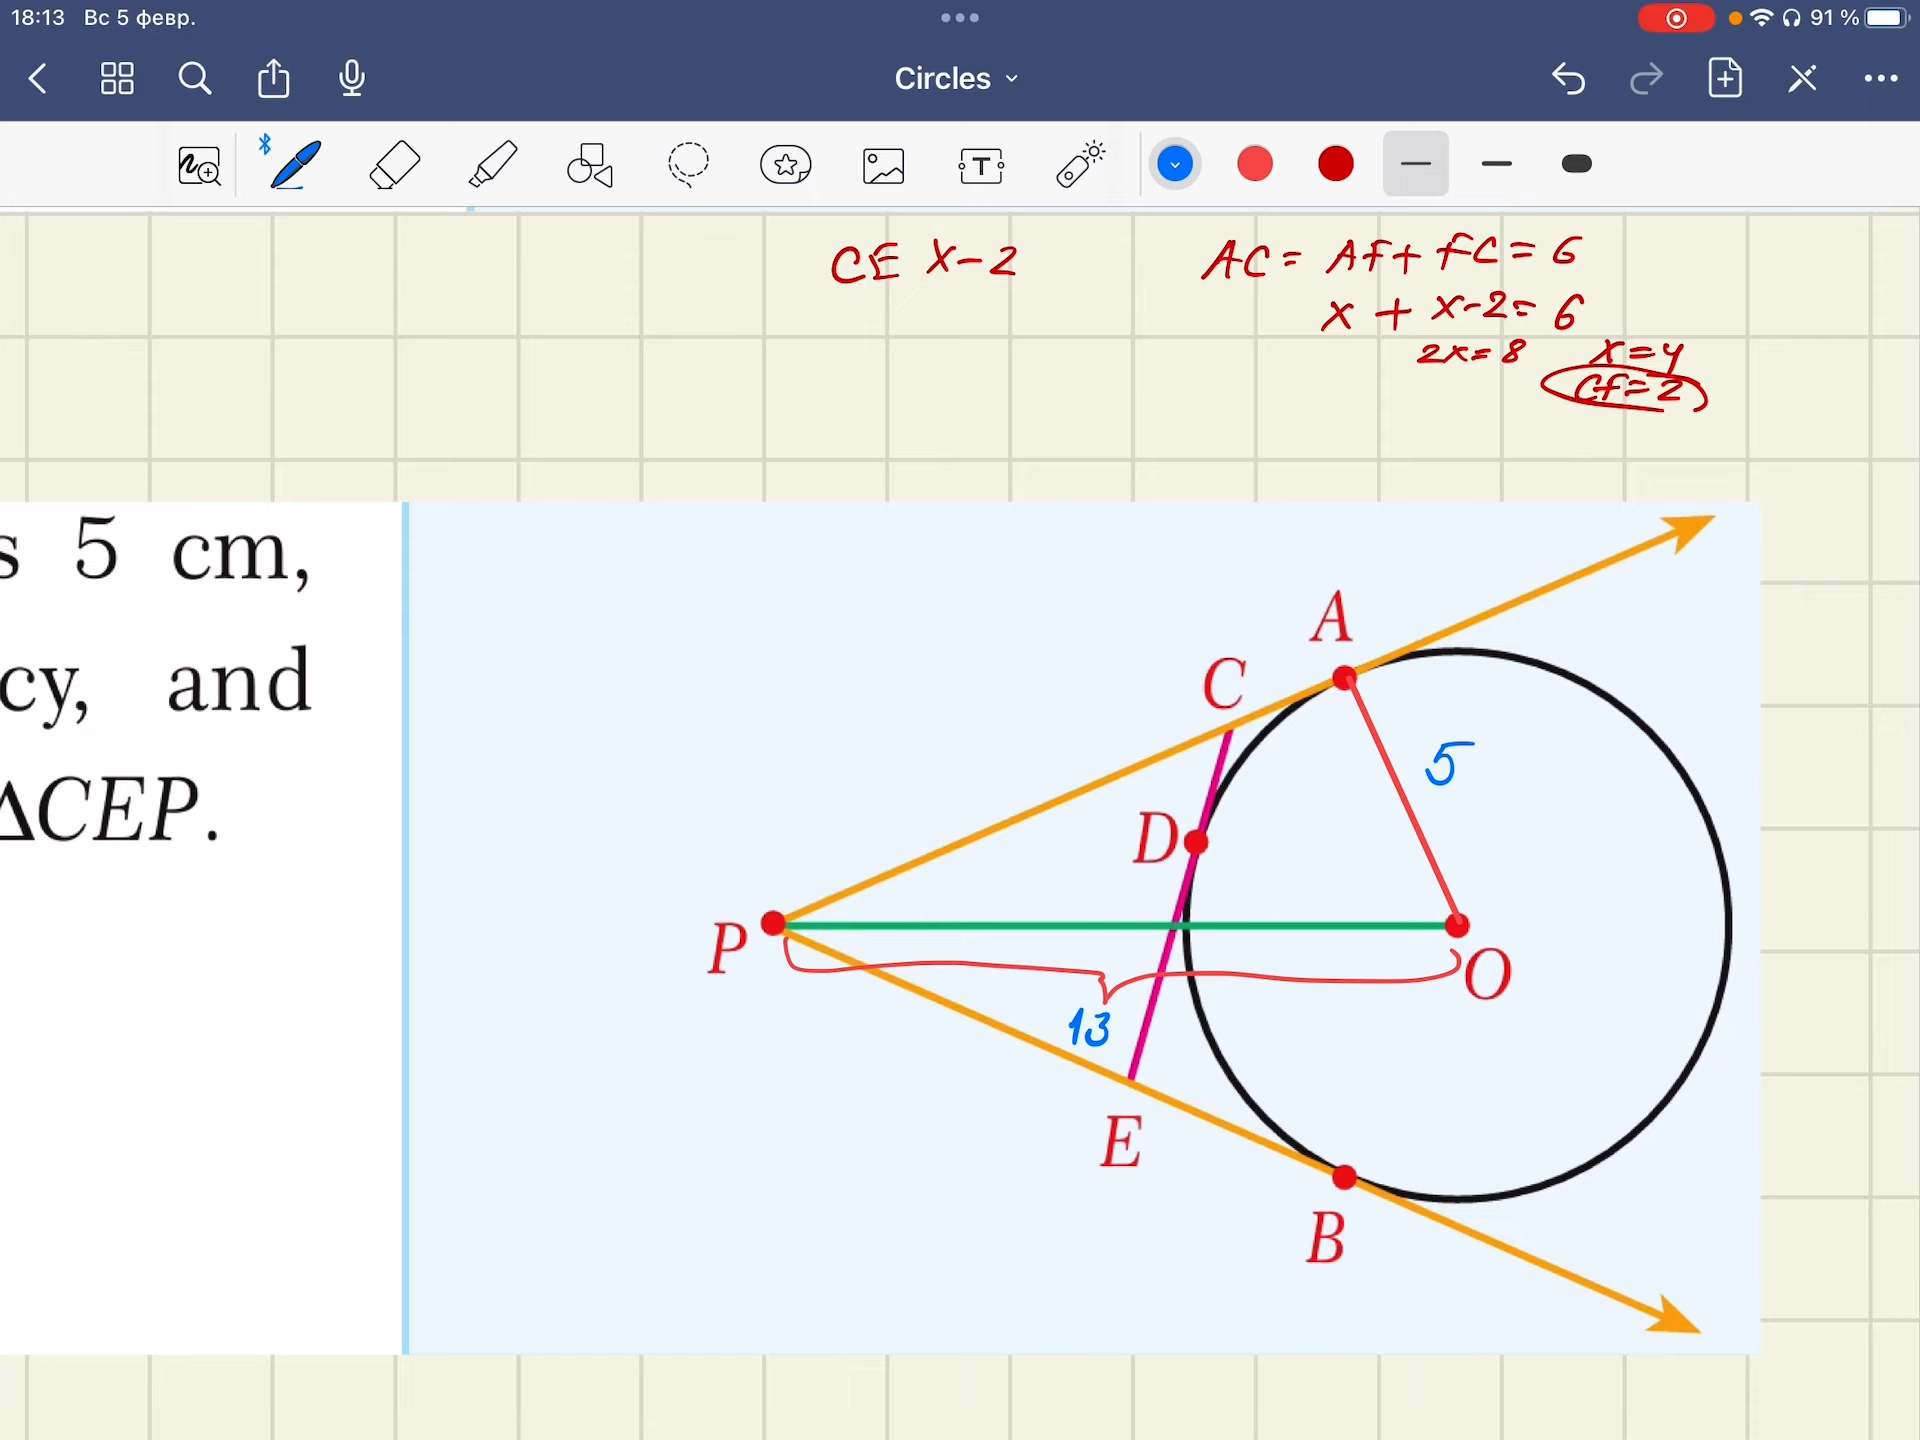 18:13 Вс 5 февр.
91 %
Circles
T
CE x-2
AC = AF + FC = 6
x + x-2 = 6
2x = 8 x = 4
CF = 2
s 5 cm,
cy, and
ΔCEP.
A
C
5
D
P
O
13
E
B